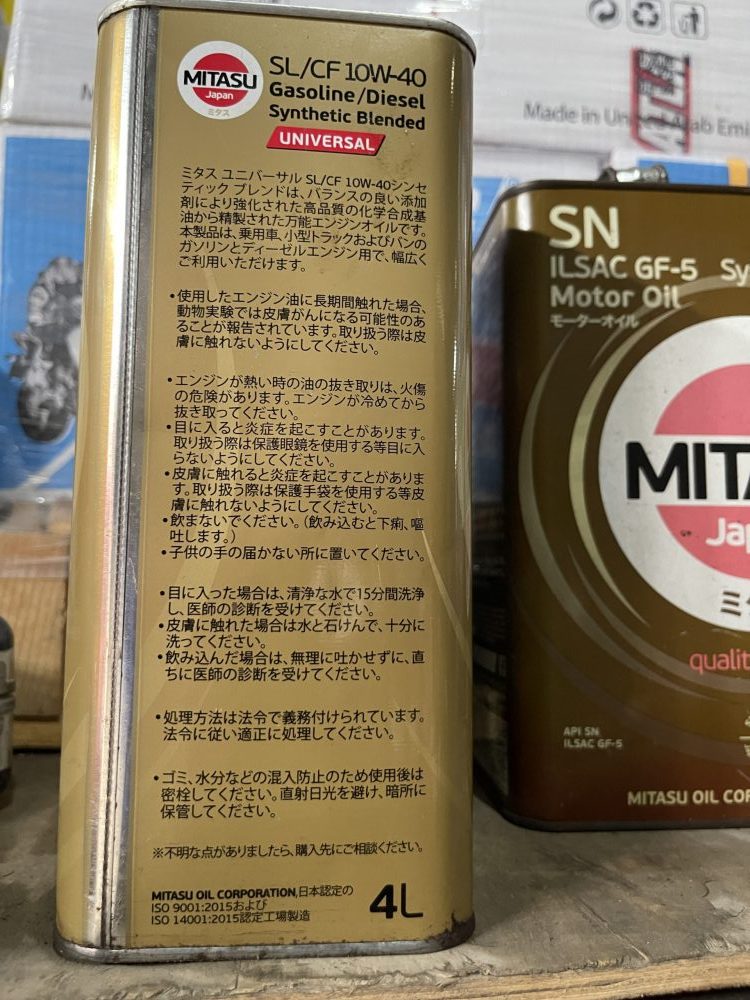 MITASU
Japan
ミタス
SL/CF 10W-40
Gasoline/Diesel
Synthetic Blended
UNIVERSAL
ミタス ユニバーサル SL/CF 10W-40シンセ
ティック ブレンドは、バランスの良い添加
剤により強化された高品質の化学合成基
油から精製された万能エンジンオイルです。
本製品は、乗用車、小型トラックおよびバンの
ガソリンとディーゼルエンジン用で、幅広く
ご利用いただけます。
•使用したエンジン油に長期間触れた場合、
動物実験では皮膚がんになる可能性のあ
ることが報告されています。取り扱う際は皮
膚に触れないようにしてください。
•エンジンが熱い時の油の抜き取りは、火傷
の危険があります。エンジンが冷めてから
抜き取ってください。
•目に入ると炎症を起こすことがあります。
取り扱う際は保護眼鏡を使用する等目に入
らないようにしてください。
•皮膚に触れると炎症を起こすことがありま
す。取り扱う際は保護手袋を使用する等皮
膚に触れないようにしてください。
•飲まないでください。(飲み込むと下痢、嘔
吐します。)
•子供の手の届かない所に置いてください。
•目に入った場合は、清浄な水で15分間洗浄
し、医師の診断を受けてください。
•皮膚に触れた場合は水と石けんで、十分に
洗ってください。
•飲み込んだ場合は、無理に吐かせずに、直
ちに医師の診断を受けてください。
•処理方法は法令で義務付けられています。
法令に従い適正に処理してください。
•ゴミ、水分などの混入防止のため使用後は
密栓してください。直射日光を避け、暗所に
保管してください。
※不明な点がありましたら、購入先にご相談ください。
MITASU OIL CORPORATION,日本認定の
ISO 9001:2015および
ISO 14001:2015認定工場製造
4L
Made in United Arab Emi
SN
ILSAC GF-5 Sy
Motor Oil
モーターオイル
MITA
Jap
ミタ
qualit
API SN
ILSAC GF-5
MITASU OIL COR